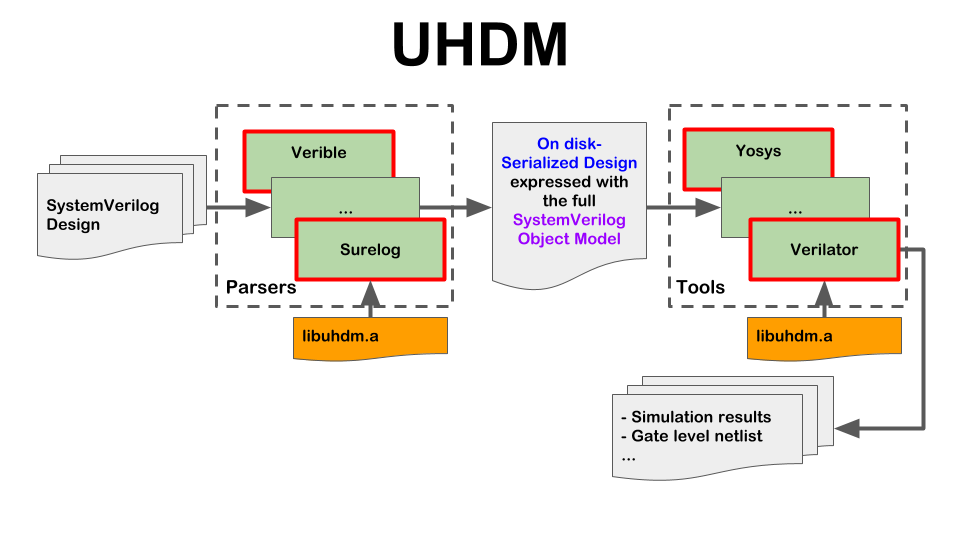 UHDM
SystemVerilog
Design
Verible
...
Surelog
Parsers
libuhdm.a
On disk-
Serialized Design
expressed with
the full
SystemVerilog
Object Model
Yosys
...
Verilator
Tools
libuhdm.a
- Simulation results
- Gate level netlist
...